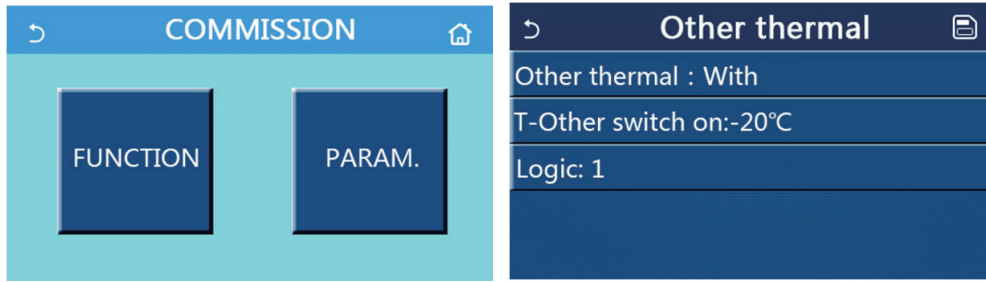 COMMISSION
FUNCTION
PARAM.
Other thermal
Other thermal : With
T-Other switch on:-20℃
Logic: 1